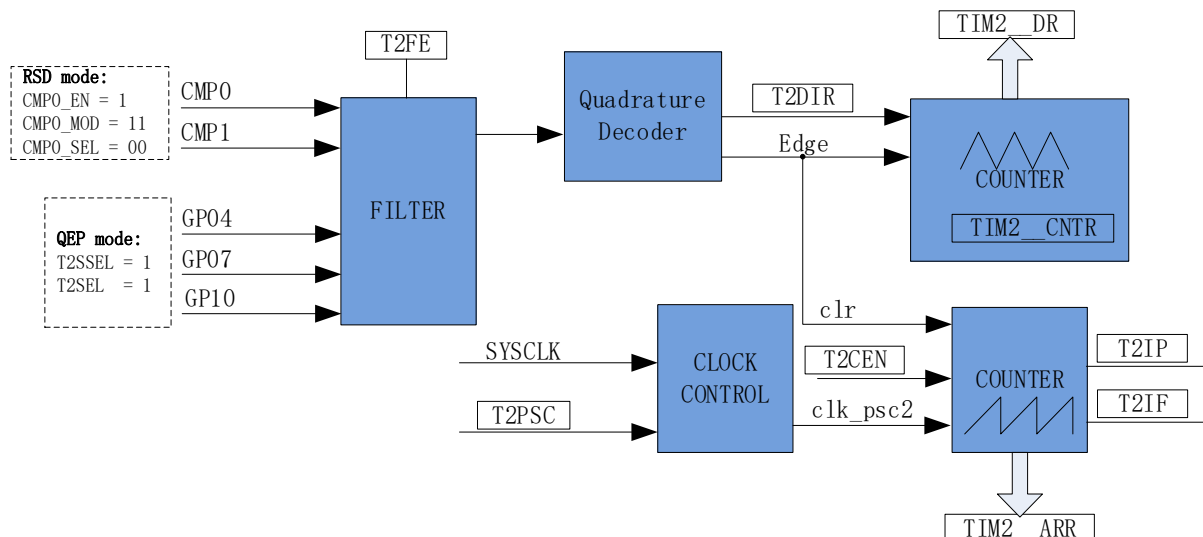 TIM2__DR
T2FE
RSD mode:
CMP0_EN = 1
CMP0_MOD = 11
CMP0_SEL = 00
CMP0
CMP1
Quadrature
Decoder
T2DIR
Edge
COUNTER
TIM2__CNTR
FILTER
QEP mode:
T2SSEL = 1
T2SEL = 1
GP04
GP07
GP10
clr
SYSCLK
T2PSC
CLOCK
CONTROL
T2CEN
clk_psc2
COUNTER
T2IP
T2IF
TIM2__ARR